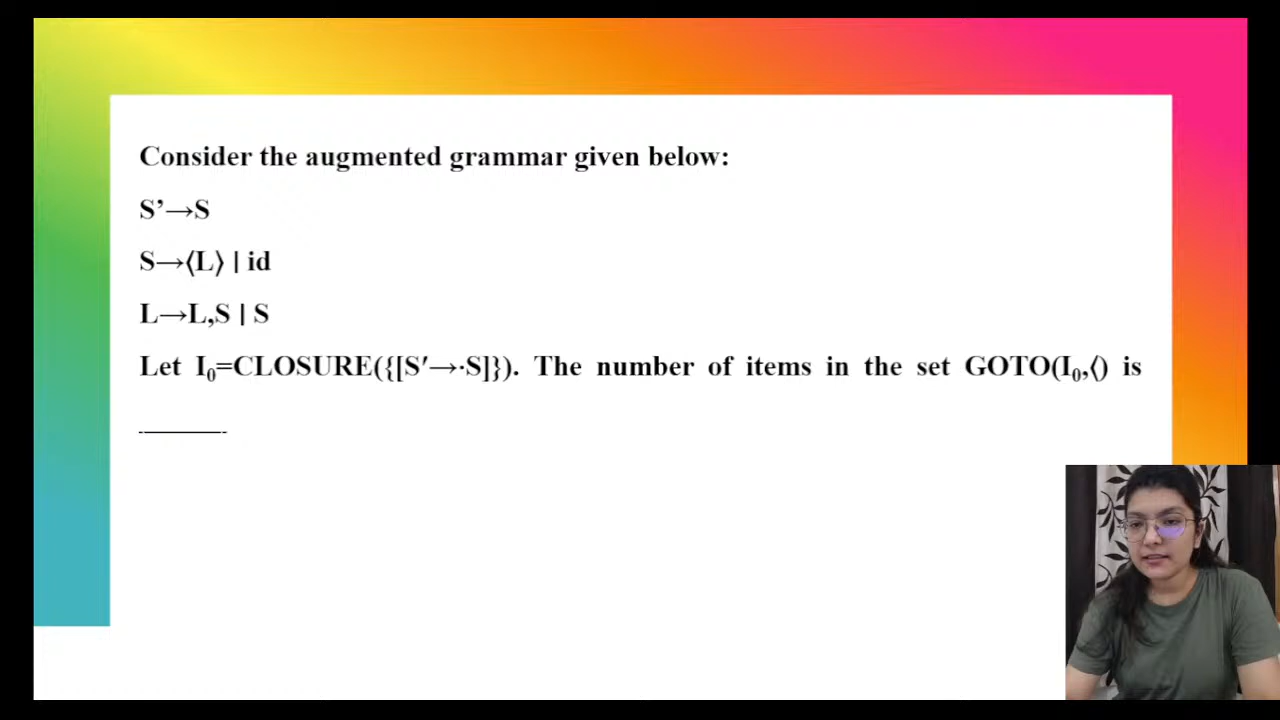 Consider the augmented grammar given below:
S’→S
S→⟨L⟩ | id
L→L,S | S
Let I₀=CLOSURE({[S′→·S]}). The number of items in the set GOTO(I₀,⟨) is
________